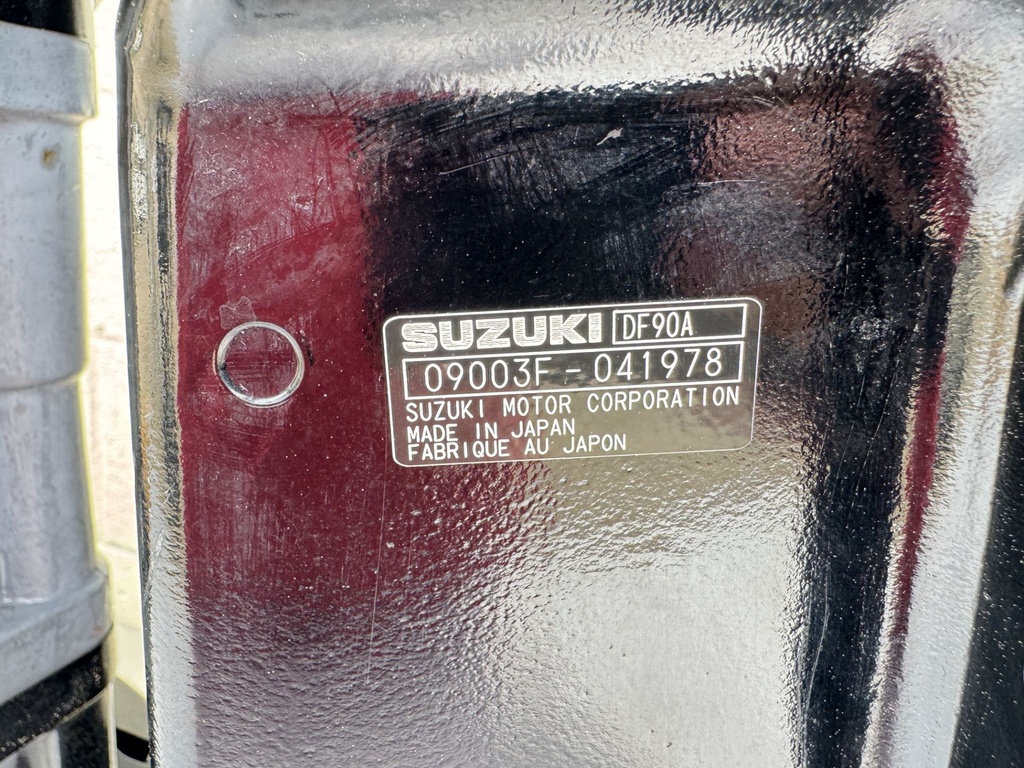 SUZUKI DF90A
09003F-041978
SUZUKI MOTOR CORPORATION
MADE IN JAPAN
FABRIQUE AU JAPON